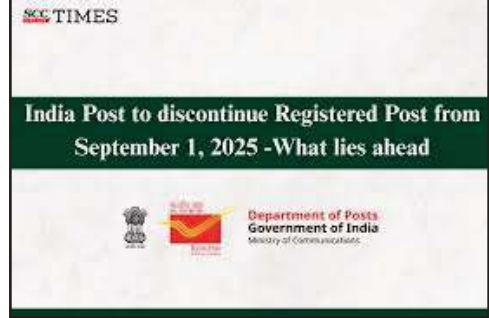 SCC TIMES
India Post to discontinue Registered Post from
September 1, 2025 -What lies ahead
Department of Posts
Government of India
Ministry of Communications